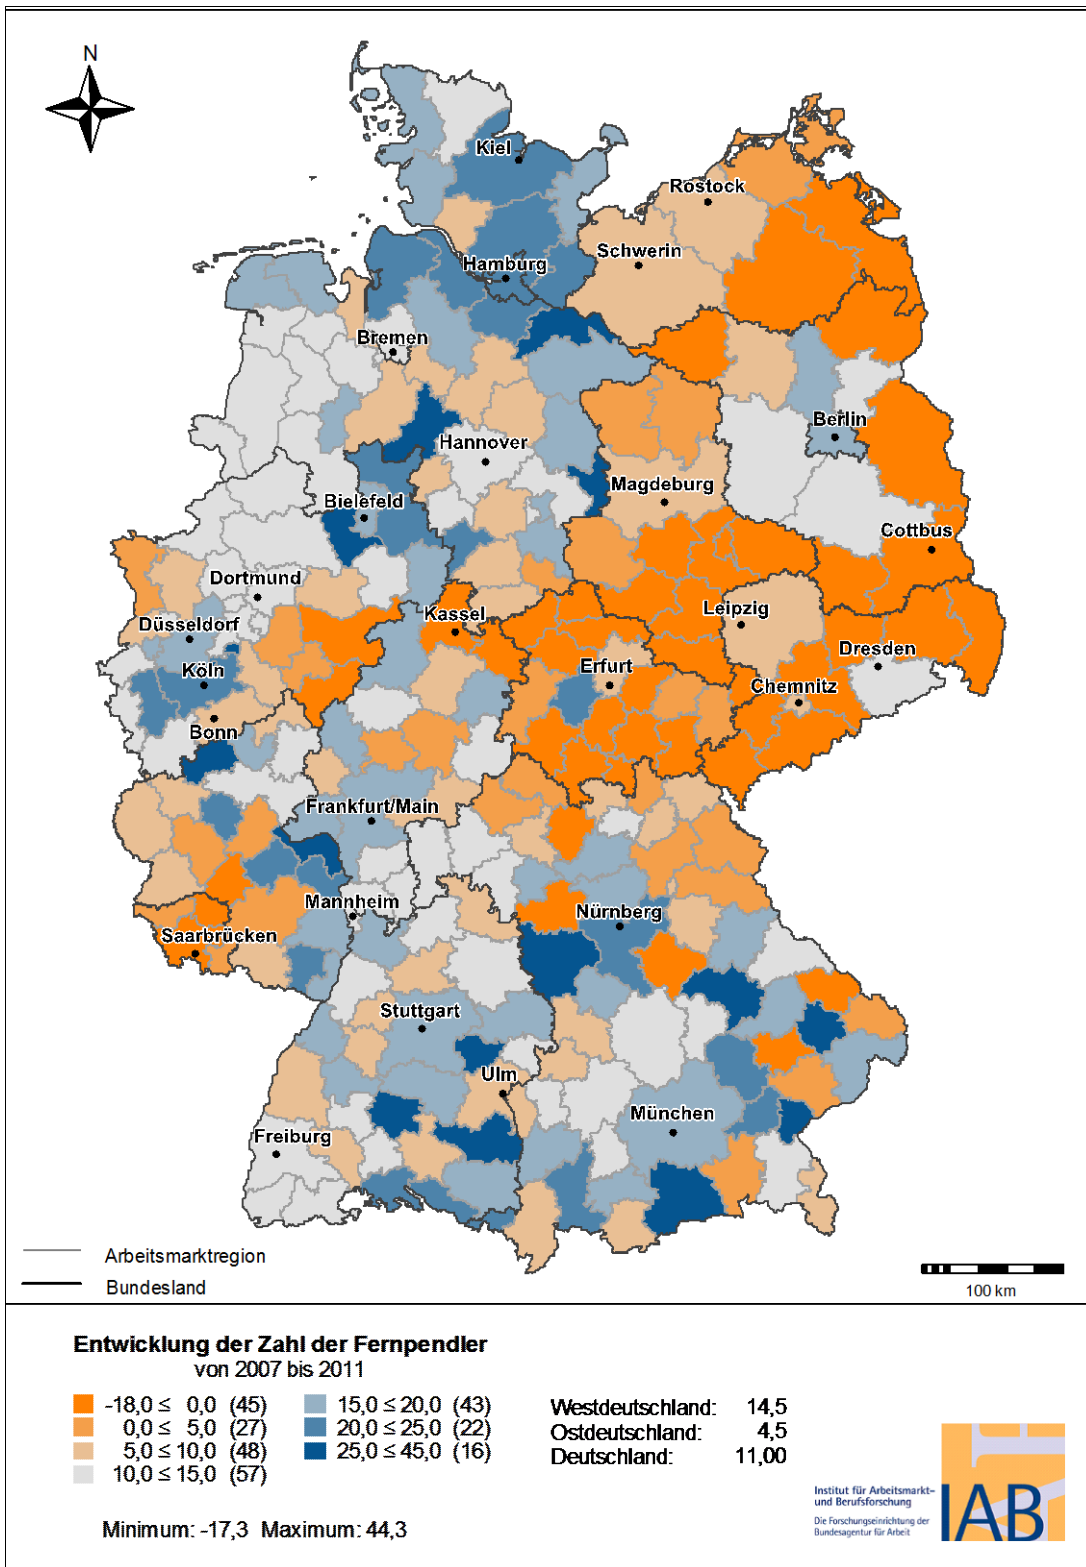 N
Kiel
Rostock
Schwerin
Hamburg
Bremen
Berlin
Hannover
Magdeburg
Bielefeld
Cottbus
Dortmund
Leipzig
Kassel
Düsseldorf
Dresden
Köln
Erfurt
Chemnitz
Bonn
Frankfurt/Main
Mannheim
Nürnberg
Saarbrücken
Stuttgart
Ulm
München
Freiburg
Arbeitsmarktregion
Bundesland
100 km
Entwicklung der Zahl der Fernpendler
von 2007 bis 2011
-18,0 ≤ 0,0 (45)
0,0 ≤ 5,0 (27)
5,0 ≤ 10,0 (48)
10,0 ≤ 15,0 (57)
15,0 ≤ 20,0 (43)
20,0 ≤ 25,0 (22)
25,0 ≤ 45,0 (16)
Westdeutschland: 14,5
Ostdeutschland: 4,5
Deutschland: 11,00
Minimum: -17,3 Maximum: 44,3
Institut für Arbeitsmarkt-
und Berufsforschung
Die Forschungseinrichtung der
Bundesagentur für Arbeit
IAB